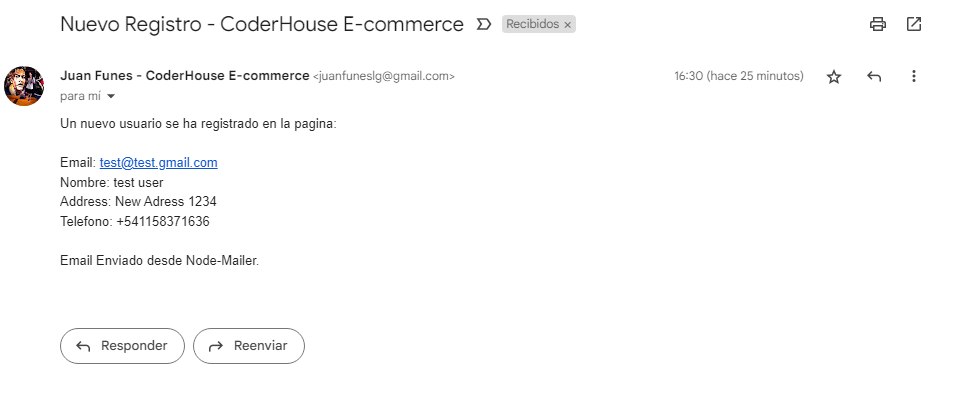 Nuevo Registro - CoderHouse E-commerce Recibidos ×
Juan Funes - CoderHouse E-commerce <juanfuneslg@gmail.com> 16:30 (hace 25 minutos)
para mí
Un nuevo usuario se ha registrado en la pagina:
Email: test@test.gmail.com
Nombre: test user
Address: New Adress 1234
Telefono: +541158371636
Email Enviado desde Node-Mailer.
Responder Reenviar